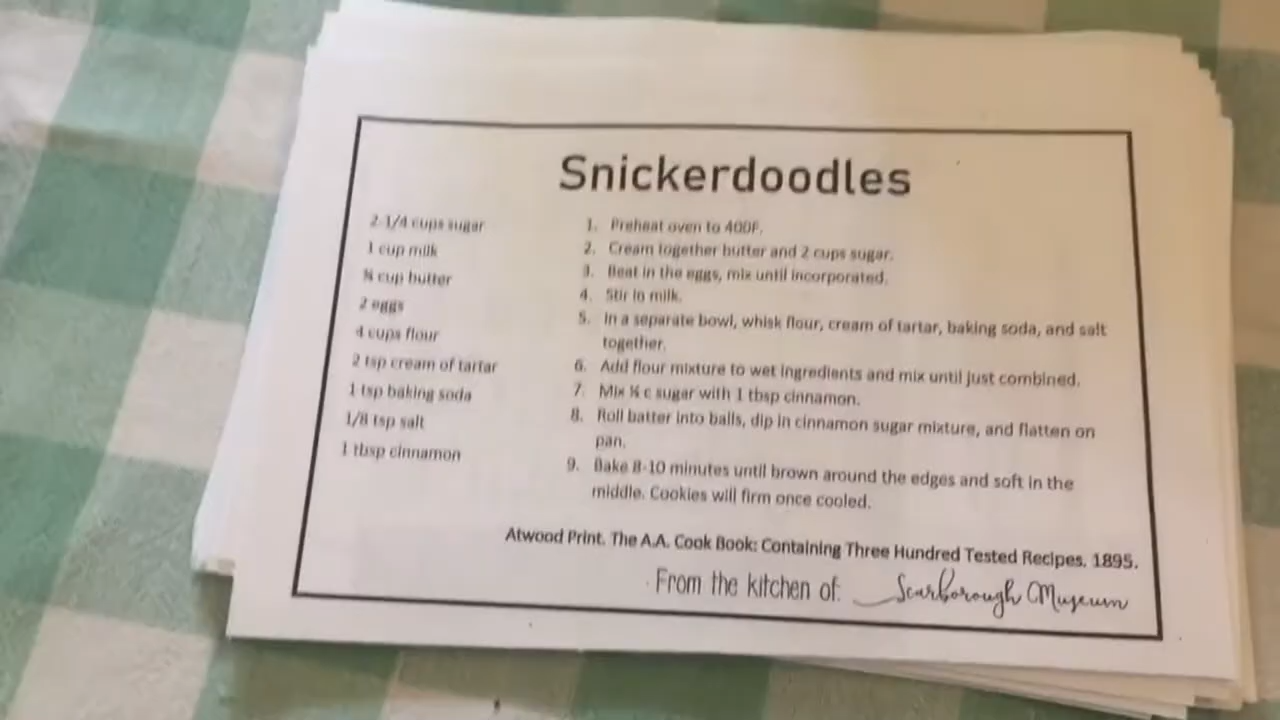 Snickerdoodles
2 1/4 cups sugar
1 cup milk
¾ cup butter
2 eggs
4 cups flour
2 tsp cream of tartar
1 tsp baking soda
1/8 tsp salt
1 tbsp cinnamon
1. Preheat oven to 400F.
2. Cream together butter and 2 cups sugar.
3. Beat in the eggs, mix until incorporated.
4. Stir in milk.
5. In a separate bowl, whisk flour, cream of tartar, baking soda, and salt
together.
6. Add flour mixture to wet ingredients and mix until just combined.
7. Mix ¼ c sugar with 1 tbsp cinnamon.
8. Roll batter into balls, dip in cinnamon sugar mixture, and flatten on
pan.
9. Bake 8-10 minutes until brown around the edges and soft in the
middle. Cookies will firm once cooled.
Atwood Print. The A.A. Cook Book: Containing Three Hundred Tested Recipes. 1895.
From the kitchen of: Scarborough Museum